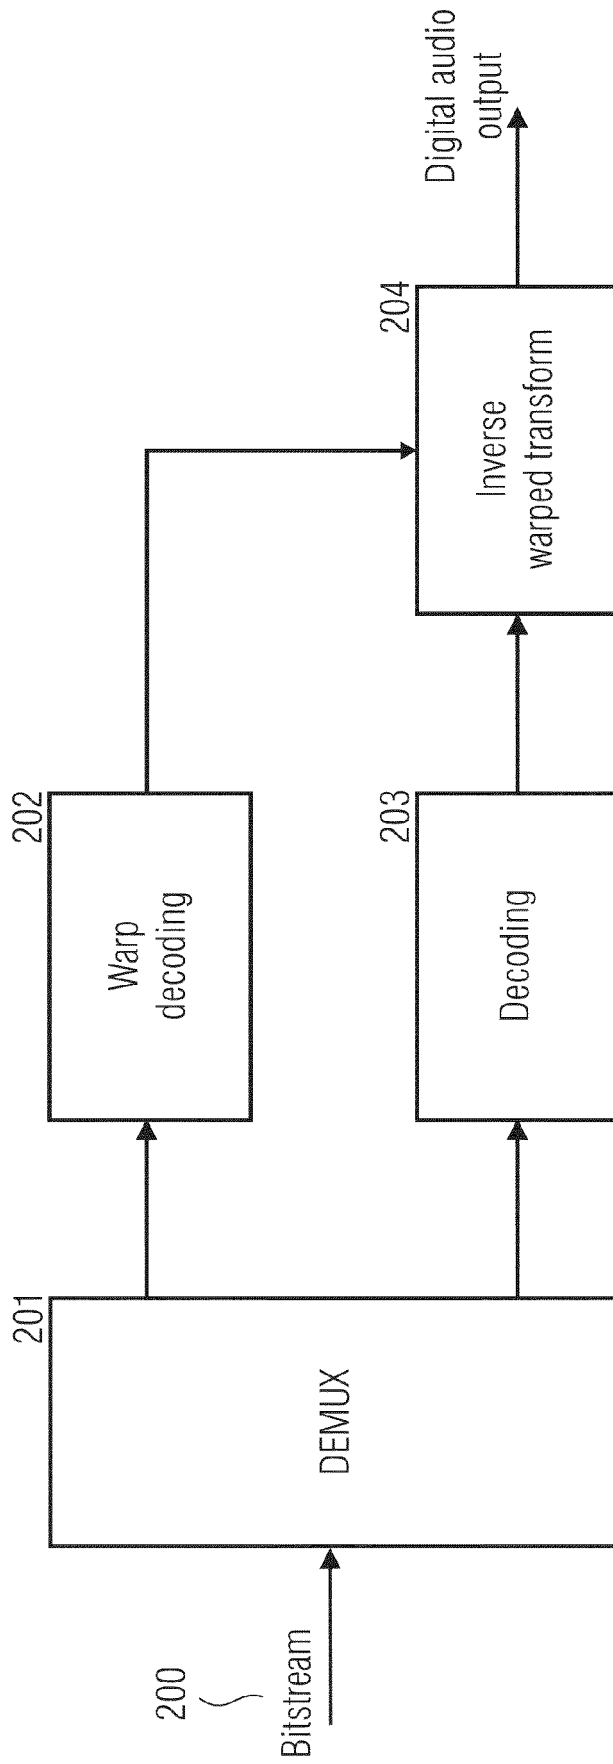 200
Bitstream
201
DEMUX
202
Warp
decoding
203
Decoding
204
Inverse
warped transform
Digital audio
output